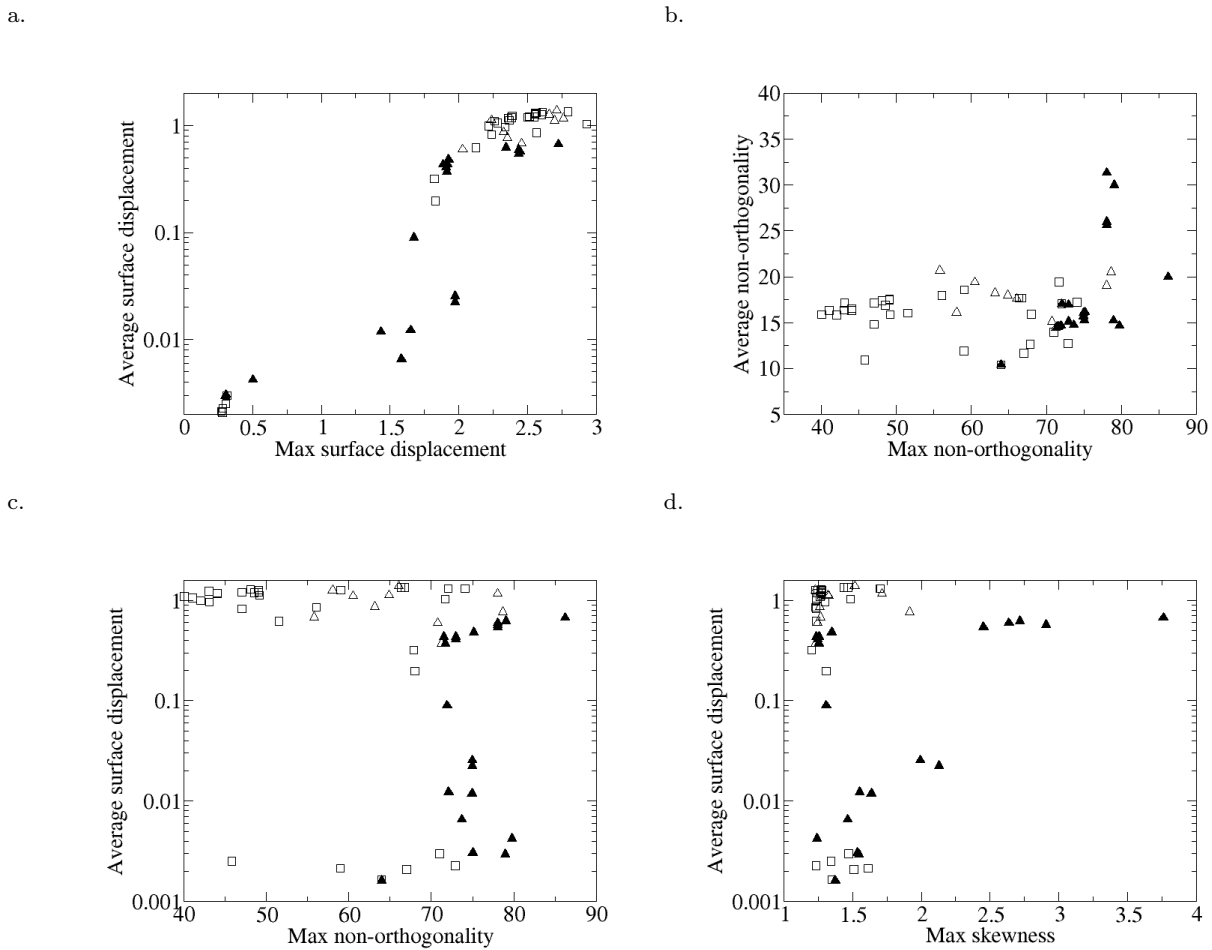 a.
Average surface displacement
1
0.1
0.01
0 0.5 1 1.5 2 2.5 3
Max surface displacement
b.
Average non-orthogonality
40
35
30
25
20
15
10
5
40 50 60 70 80 90
Max non-orthogonality
c.
Average surface displacement
1
0.1
0.01
0.001
40 50 60 70 80 90
Max non-orthogonality
d.
Average surface displacement
1
0.1
0.01
0.001
1 1.5 2 2.5 3 3.5 4
Max skewness